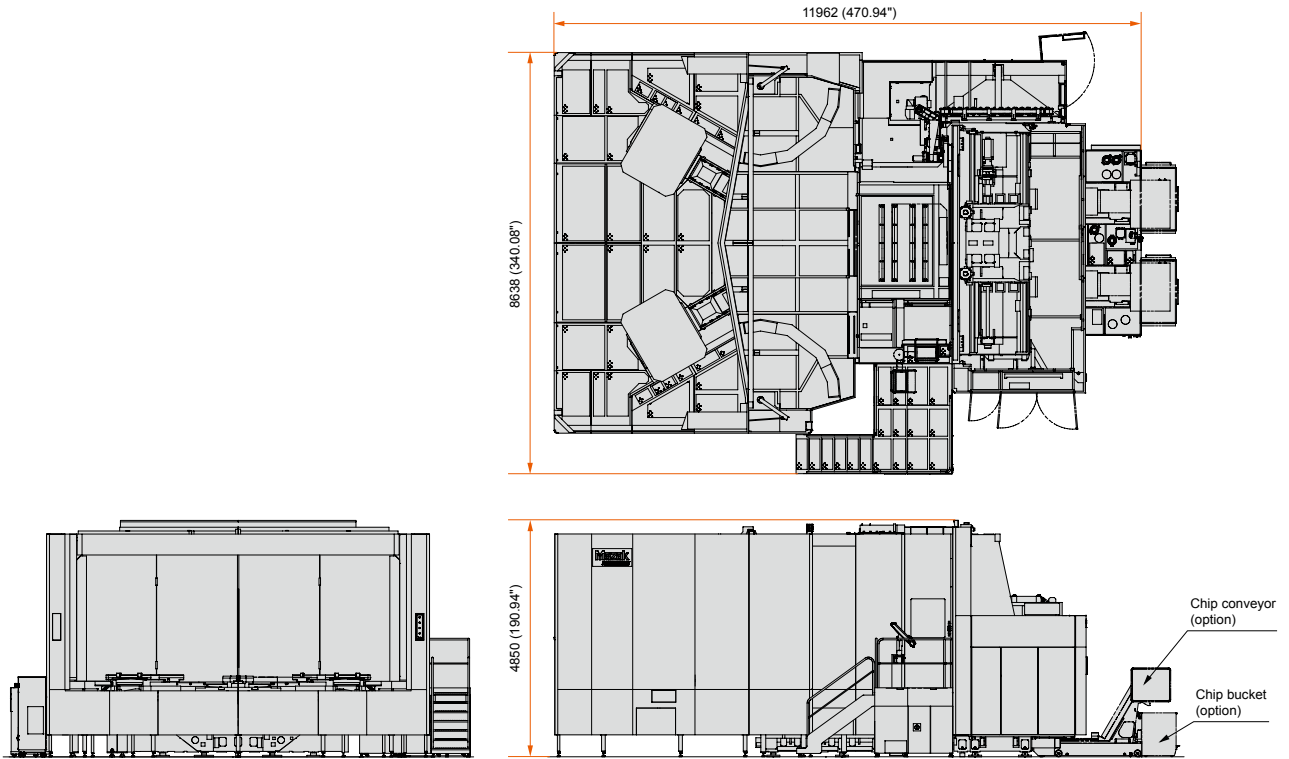 11962 (470.94")
8638 (340.08")
4850 (190.94")
Mazak
Chip conveyor
(option)
Chip bucket
(option)